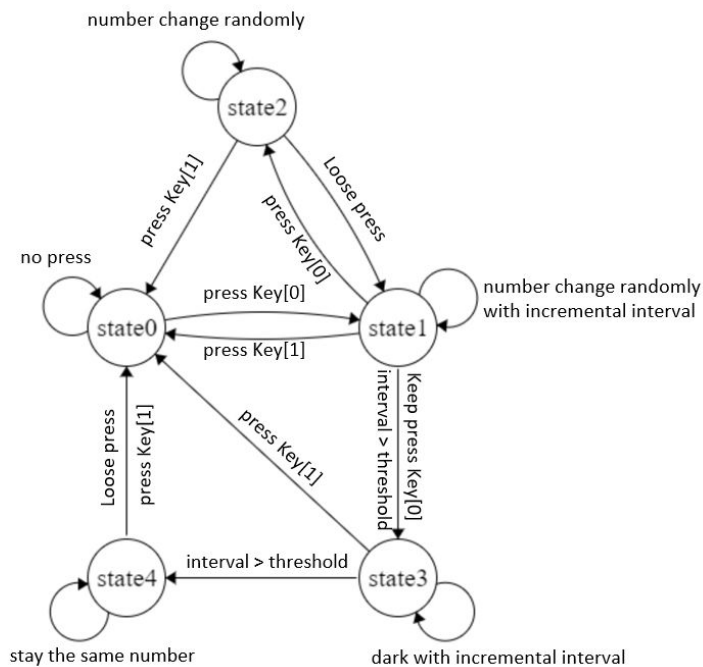 number change randomly
state2
press Key[1]
Loose press
press Key[0]
no press
state0
press Key[0]
press Key[1]
state1
number change randomly
with incremental interval
Loose press
press Key[1]
press Key[1]
interval > threshold
Keep press Key[0]
state4
interval > threshold
state3
stay the same number
dark with incremental interval